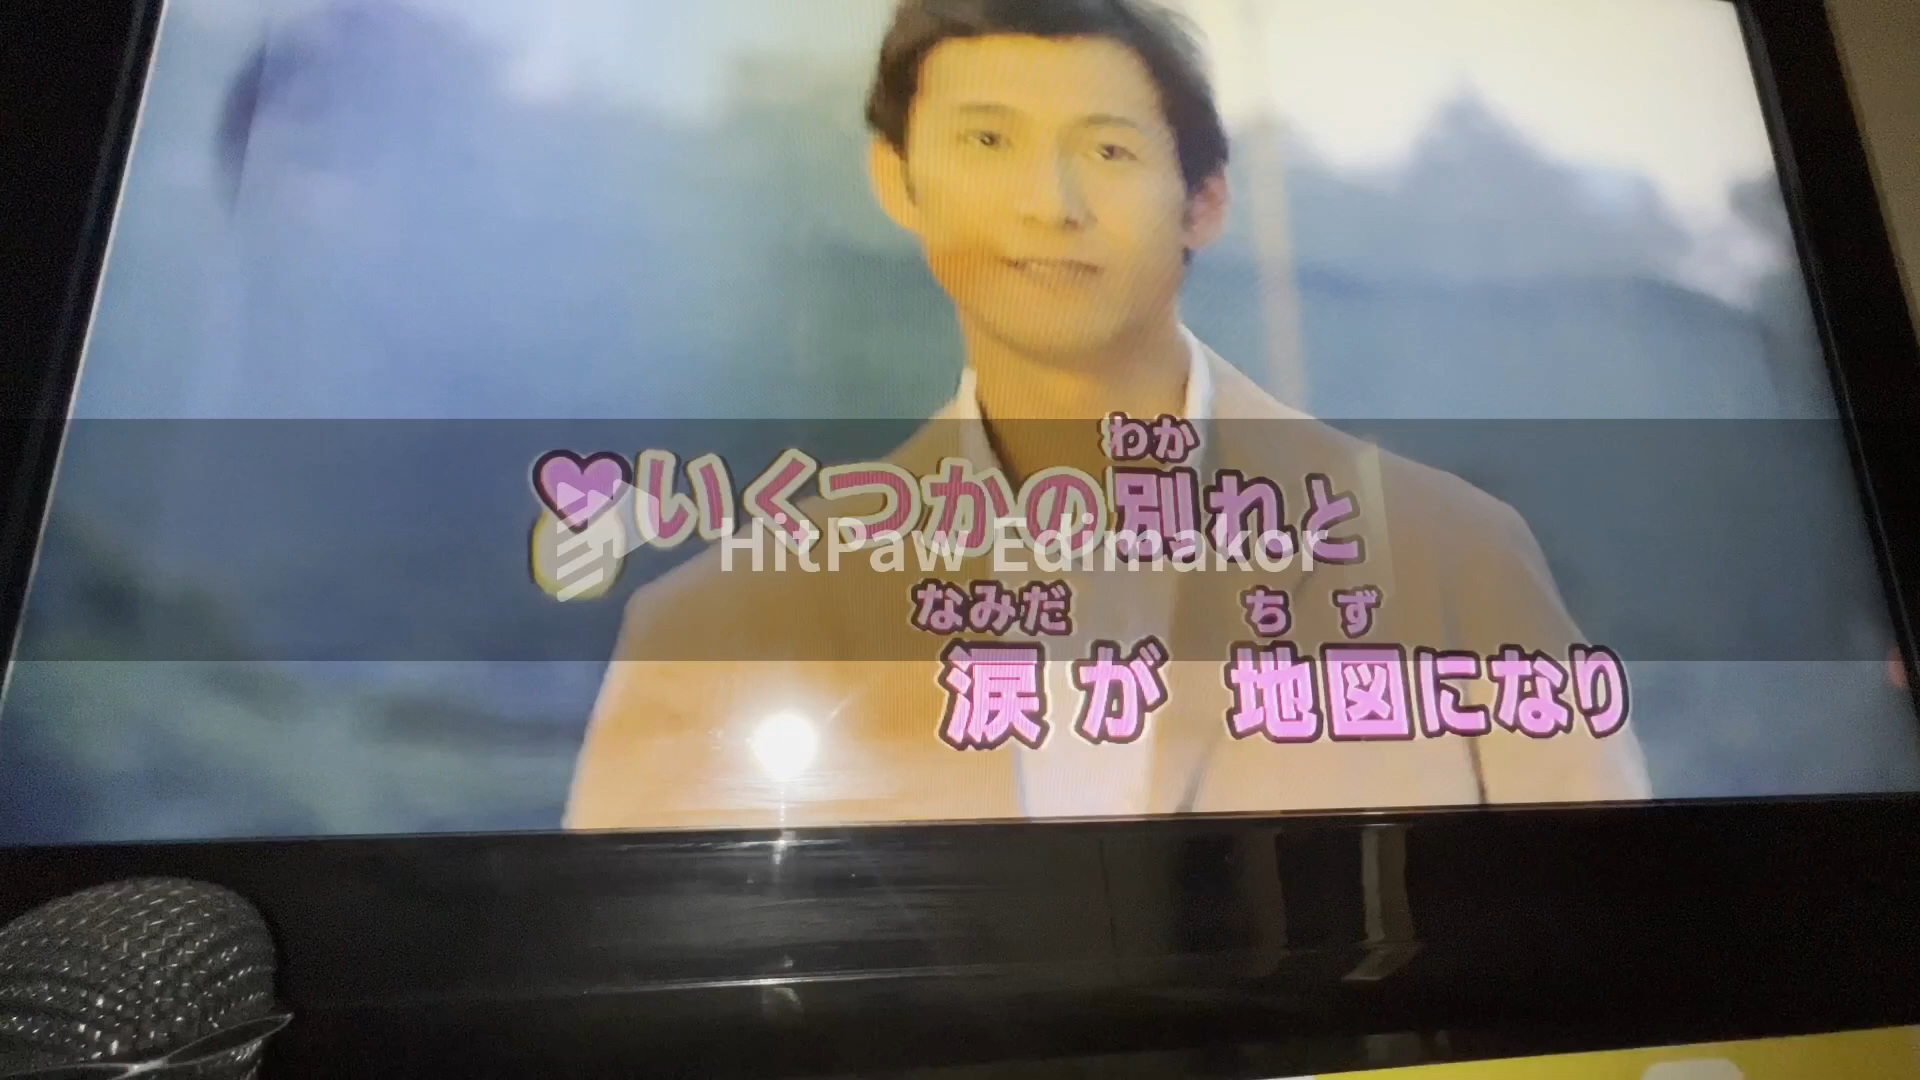 わか
いくつかの別れと
HitPaw Edimakor
なみだ ちず
涙が 地図になり